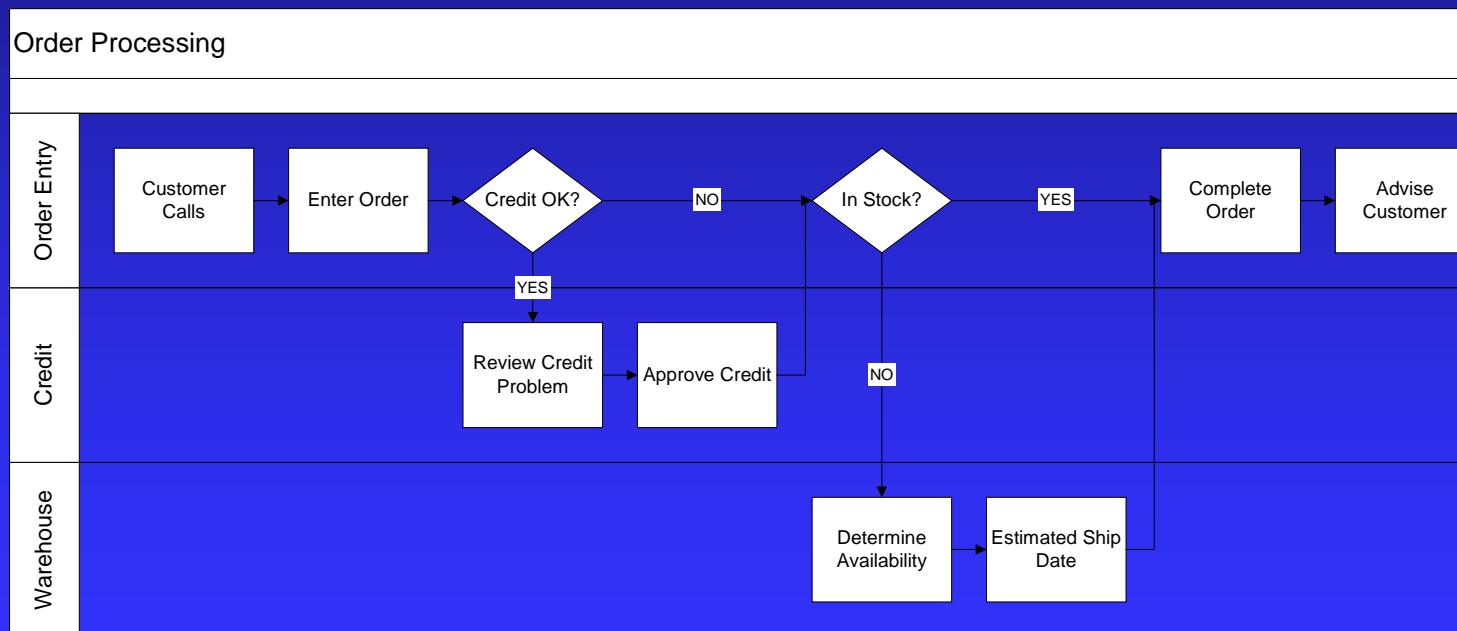 Order Processing
Order Entry
Customer
Calls
Enter Order
Credit OK?
NO
In Stock?
YES
Complete
Order
Advise
Customer
YES
Credit
Review Credit
Problem
Approve Credit
NO
Warehouse
Determine
Availability
Estimated Ship
Date